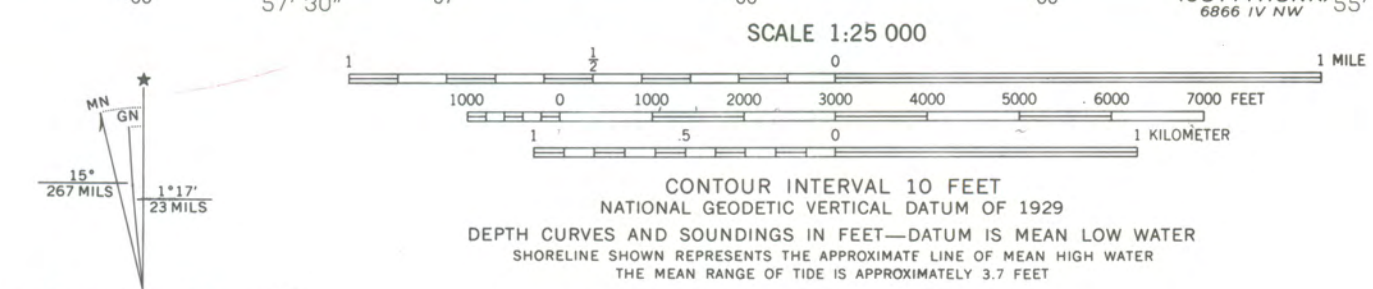 57' 30"
6866 IV NW 55'
SCALE 1:25 000
1 ½ 0 1 MILE
1000 0 1000 2000 3000 4000 5000 6000 7000 FEET
1 .5 0 1 KILOMETER
MN
GN
15°
267 MILS
1°17'
23 MILS
CONTOUR INTERVAL 10 FEET
NATIONAL GEODETIC VERTICAL DATUM OF 1929
DEPTH CURVES AND SOUNDINGS IN FEET—DATUM IS MEAN LOW WATER
SHORELINE SHOWN REPRESENTS THE APPROXIMATE LINE OF MEAN HIGH WATER
THE MEAN RANGE OF TIDE IS APPROXIMATELY 3.7 FEET